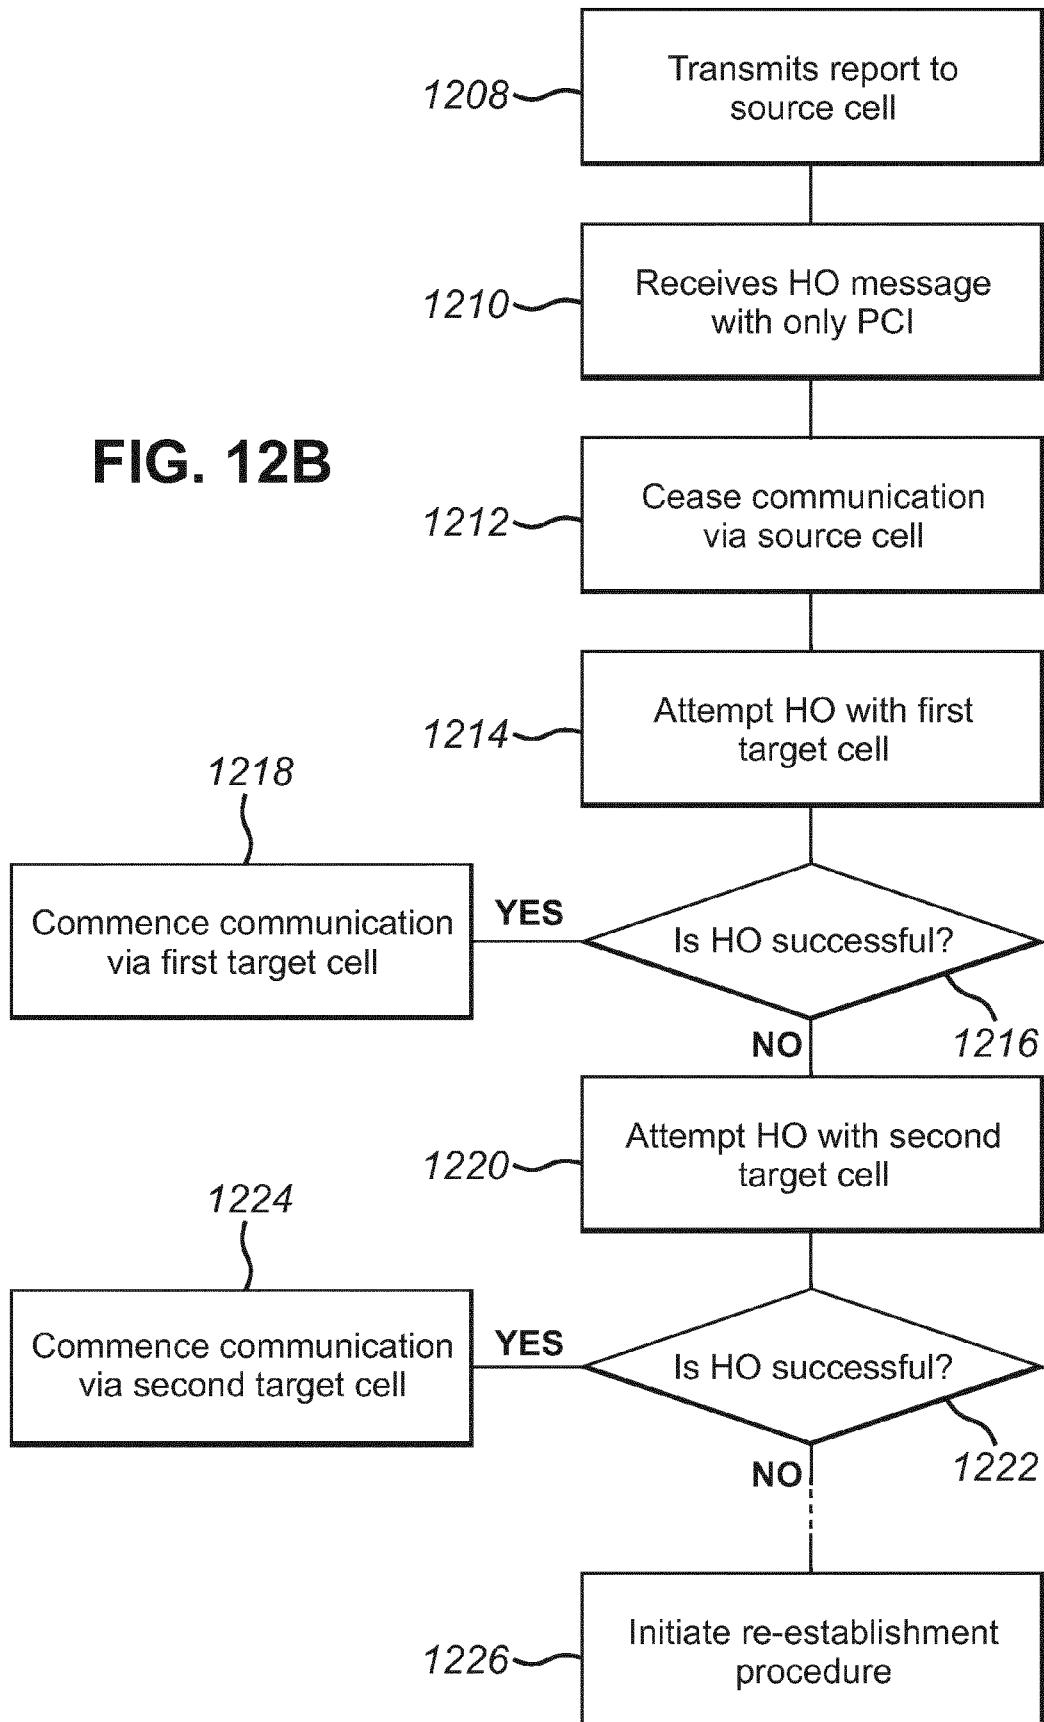 Transmits report to
source cell
1208
Receives HO message
with only PCI
1210
FIG. 12B
Cease communication
via source cell
1212
Attempt HO with first
target cell
1214
1218
Commence communication
via first target cell
YES
Is HO successful?
1216
NO
Attempt HO with second
target cell
1220
1224
Commence communication
via second target cell
YES
Is HO successful?
1222
NO
Initiate re-establishment
procedure
1226